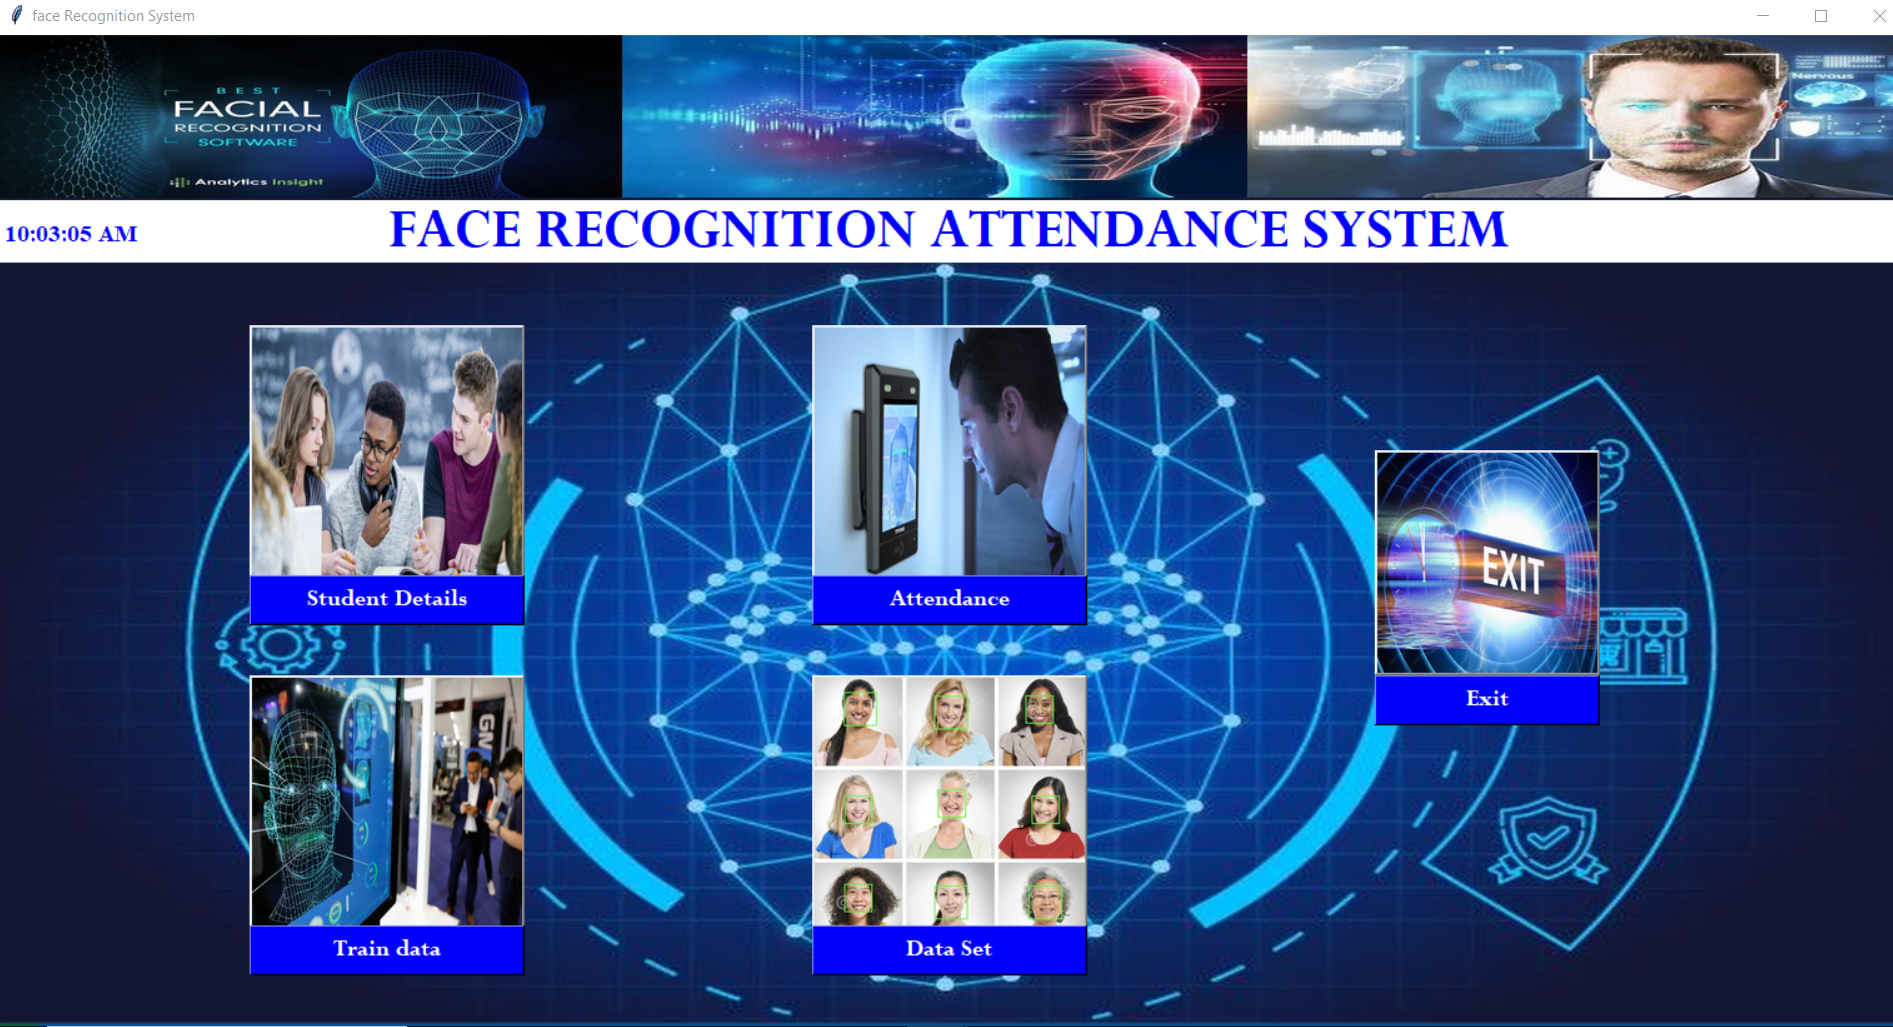 face Recognition System
BEST
FACIAL
RECOGNITION
SOFTWARE
Analytics Insight
Nervous
10:03:05 AM
FACE RECOGNITION ATTENDANCE SYSTEM
Student Details
Attendance
EXIT
Exit
Train data
Data Set